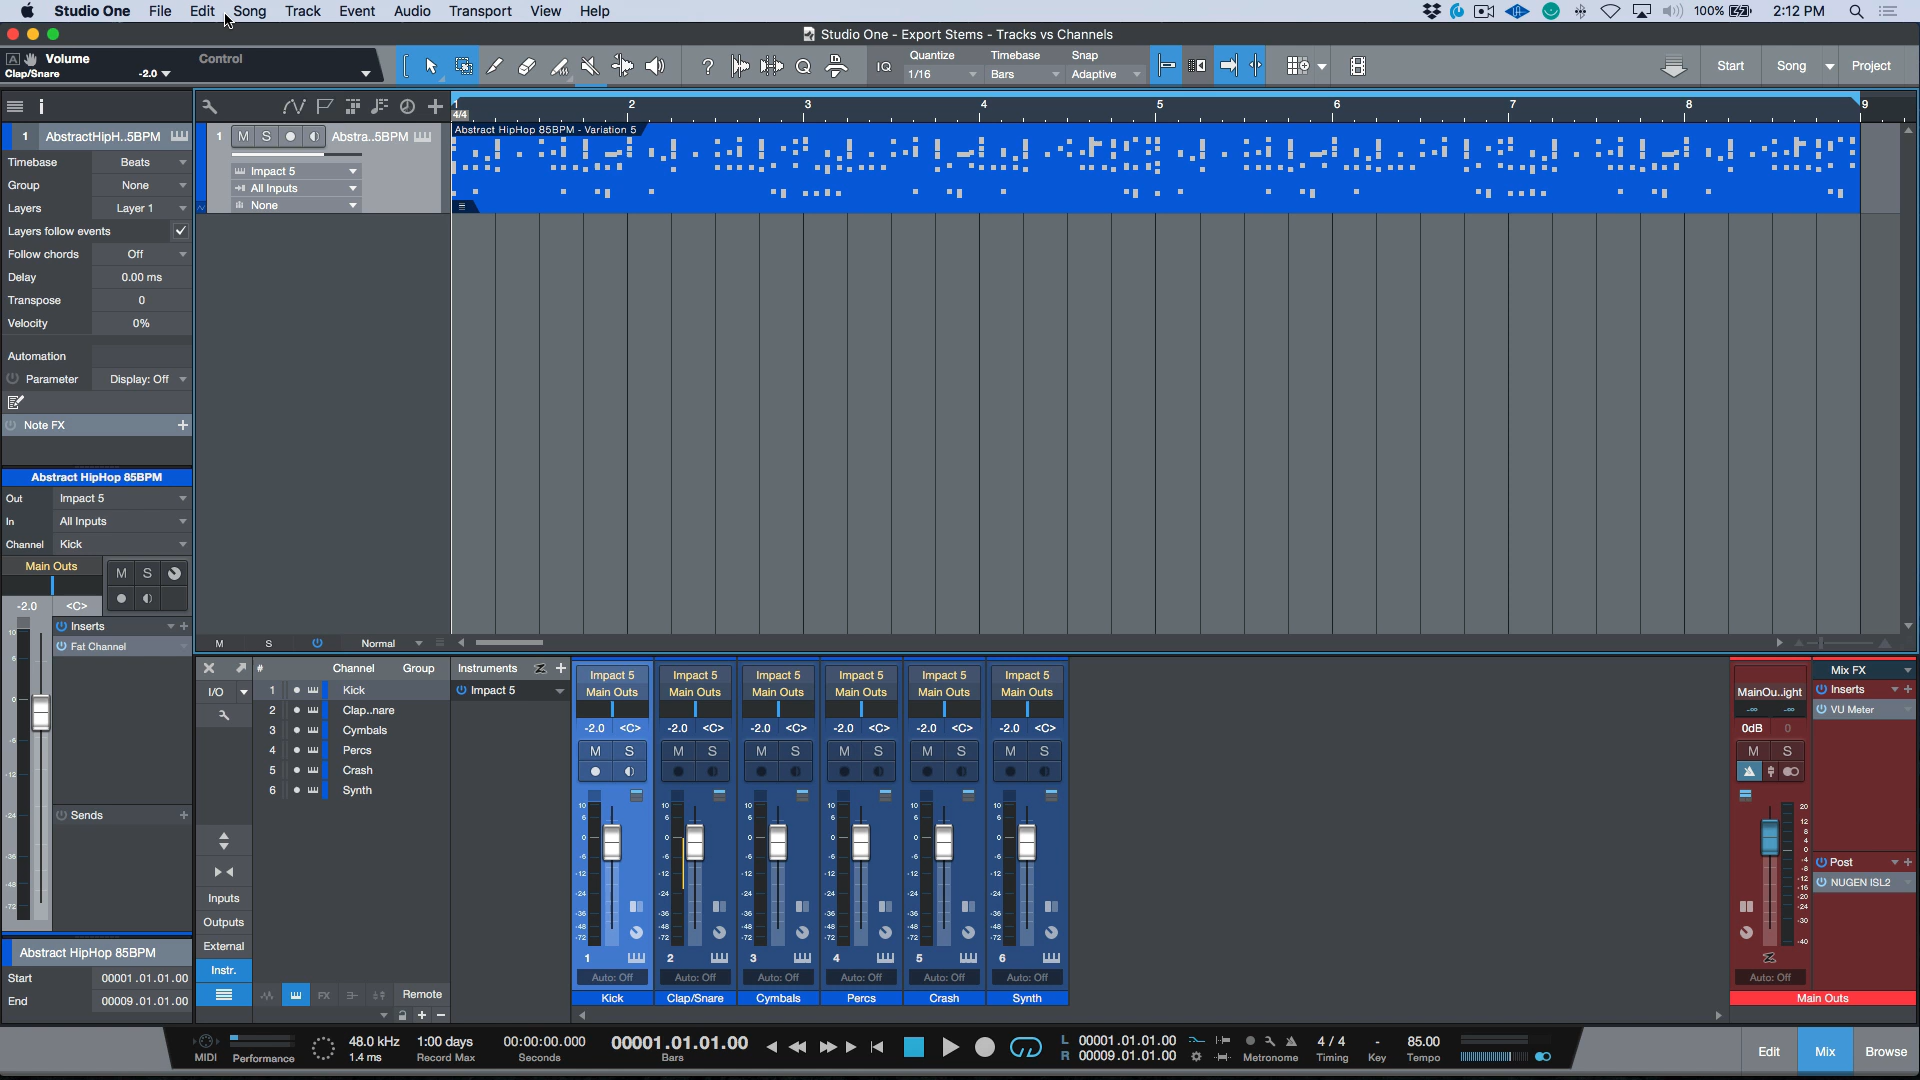 Studio One File Edit Song Track Event Audio Transport View Help 100% 2:12 PM
Studio One - Export Stems - Tracks vs Channels
A Volume Control
Clap/Snare -2.0
IQ Quantize 1/16 Timebase Bars Snap Adaptive Start Song Project
1 2 3 4 5 6 7 8 9
4/4
1 AbstractHipH..5BPM
1 M S Abstra..5BPM
Impact 5
All Inputs
None
Abstract HipHop 85BPM - Variation 5
Timebase Beats
Group None
Layers Layer 1
Layers follow events
Follow chords Off
Delay 0.00 ms
Transpose 0
Velocity 0%
Automation
Parameter Display: Off
Note FX +
Abstract HipHop 85BPM
Out Impact 5
In All Inputs
Channel Kick
Main Outs M S
-2.0 <C>
Inserts
Fat Channel
Sends
Abstract HipHop 85BPM
Start 00001.01.01.00
End 00009.01.01.00
M S Normal
# Channel Group
I/O
1 Kick
2 Clap..nare
3 Cymbals
4 Percs
5 Crash
6 Synth
Inputs
Outputs
External
Instr.
FX Remote
Instruments
Impact 5
Impact 5 Impact 5 Impact 5 Impact 5 Impact 5 Impact 5
Main Outs Main Outs Main Outs Main Outs Main Outs Main Outs
-2.0 <C> -2.0 <C> -2.0 <C> -2.0 <C> -2.0 <C> -2.0 <C>
M S M S M S M S M S M S
1 2 3 4 5 6
Auto: Off Auto: Off Auto: Off Auto: Off Auto: Off Auto: Off
Kick Clap/Snare Cymbals Percs Crash Synth
MainOu..ight
0dB 0
M S
Auto: Off
Mix FX
Inserts
VU Meter
Post
NUGEN ISL2
Main Outs
MIDI Performance
48.0 kHz
1.4 ms
1:00 days
Record Max
00:00:00.000
Seconds
00001.01.01.00
Bars
L 00001.01.01.00
R 00009.01.01.00
Metronome
4 / 4
Timing
-
Key
85.00
Tempo
Edit Mix Browse